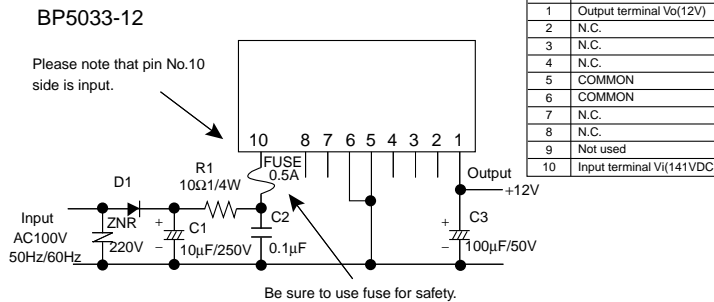 BP5033-12
Please note that pin No.10
side is input.
1 Output terminal Vo(12V)
2 N.C.
3 N.C.
4 N.C.
5 COMMON
6 COMMON
7 N.C.
8 N.C.
9 Not used
10 Input terminal Vi(141VDC
10 8 7 6 5 4 3 2 1
FUSE
0.5A
R1
10Ω1/4W
D1
Output
+12V
Input
AC100V
50Hz/60Hz
ZNR
220V
+
−
C1
10μF/250V
C2
0.1μF
+
−
C3
100μF/50V
Be sure to use fuse for safety.